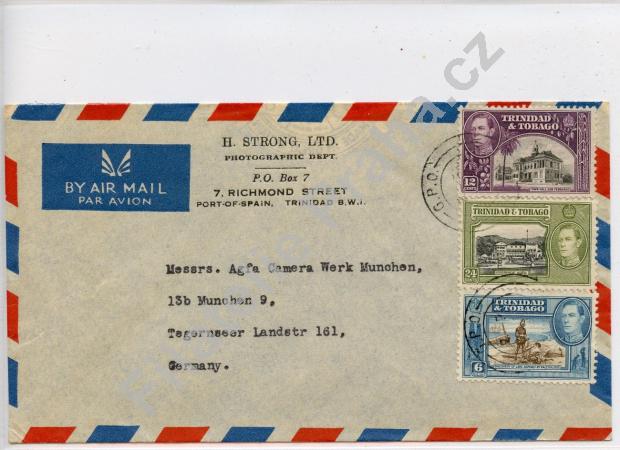 H. STRONG, LTD.
PHOTOGRAPHIC DEPT.
P.O. Box 7
7. RICHMOND STREET
PORT-OF-SPAIN, TRINIDAD B.W.I.
BY AIR MAIL
PAR AVION
Messrs. Agfa Camera Werk Munchen,
13b Munchen 9,
Tegernseer Landstr 161,
Germany.
TRINIDAD
& TOBAGO
12
CENTS
TRINIDAD & TOBAGO
24
TRINIDAD
& TOBAGO
6
G.P.O.
G.P.O.